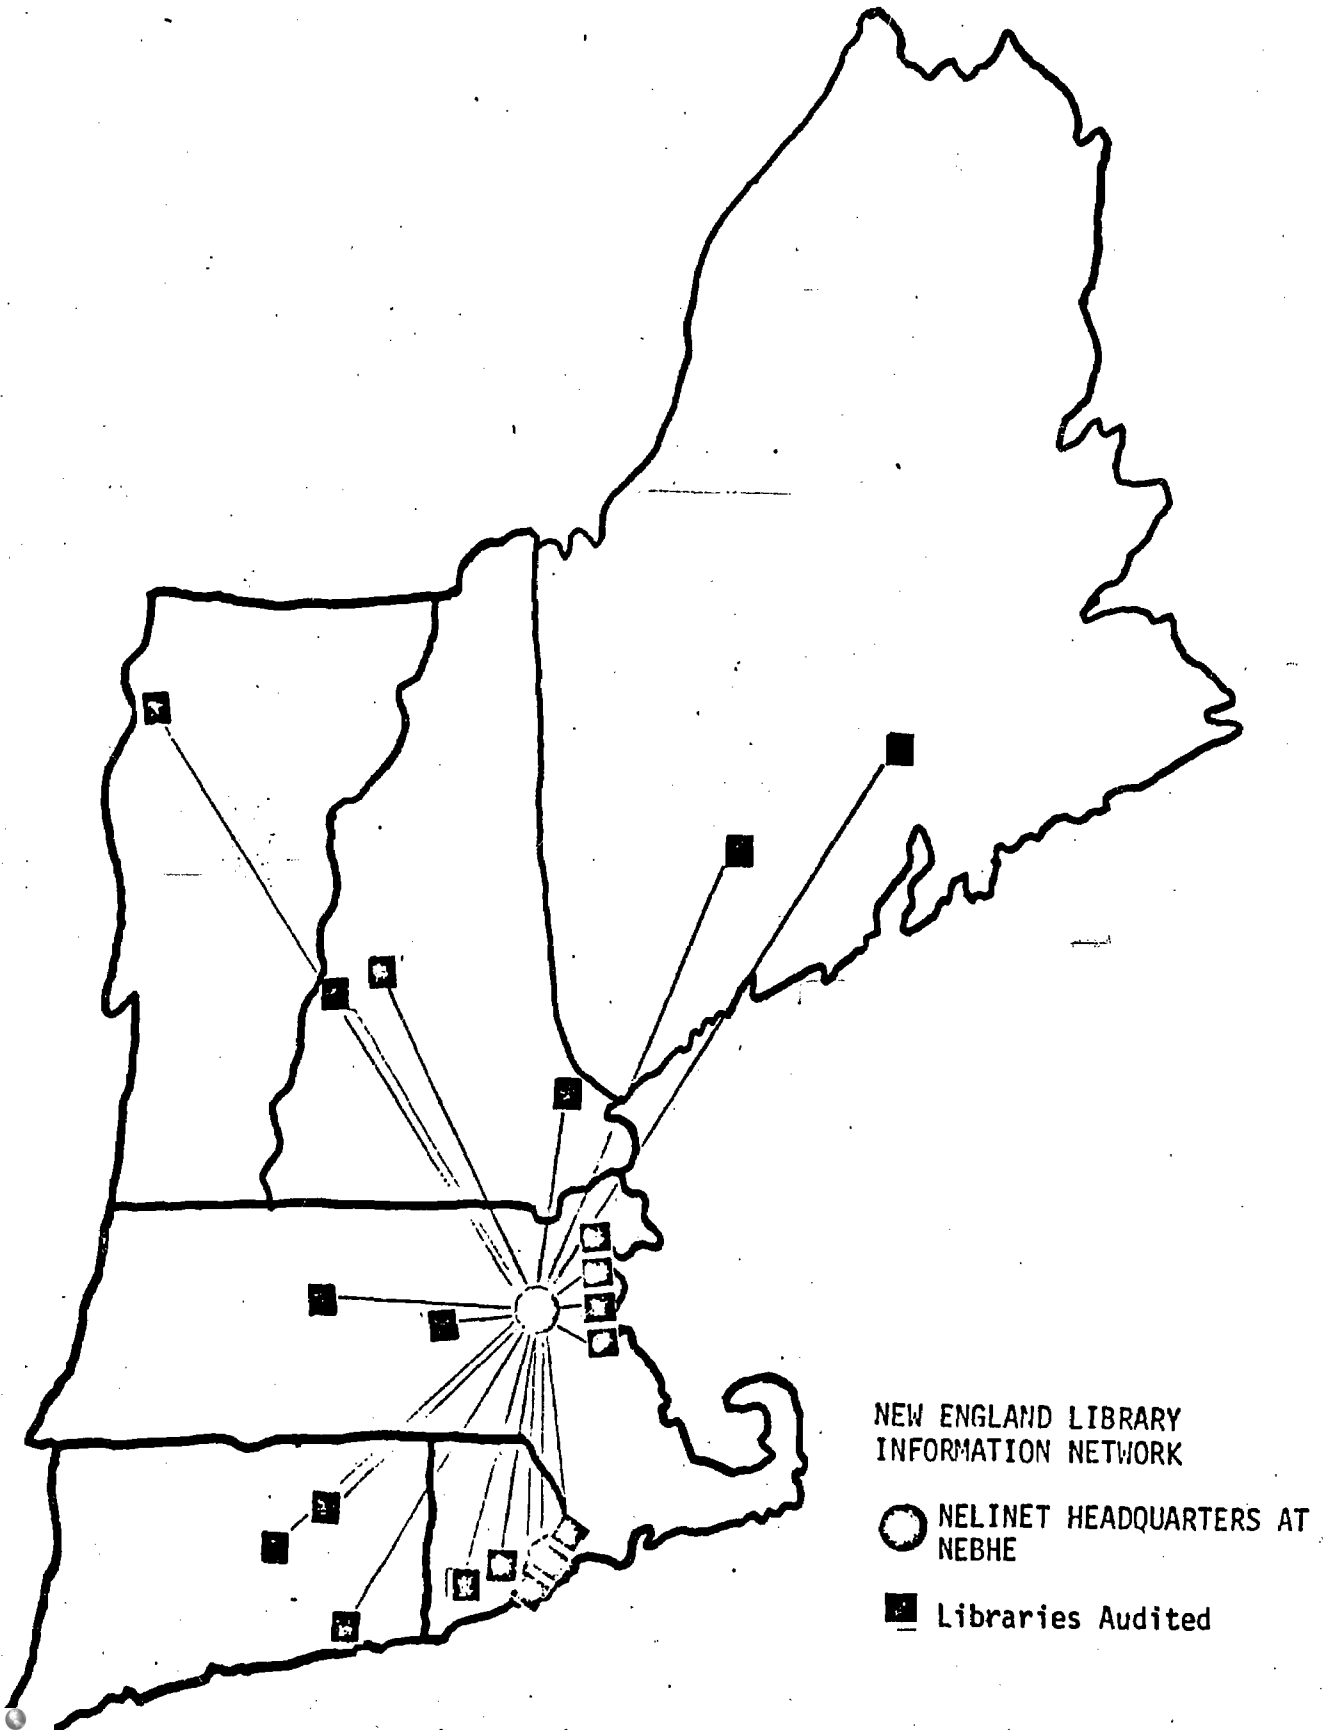 NEW ENGLAND LIBRARY
INFORMATION NETWORK
NELINET HEADQUARTERS AT
NEBHE
Libraries Audited